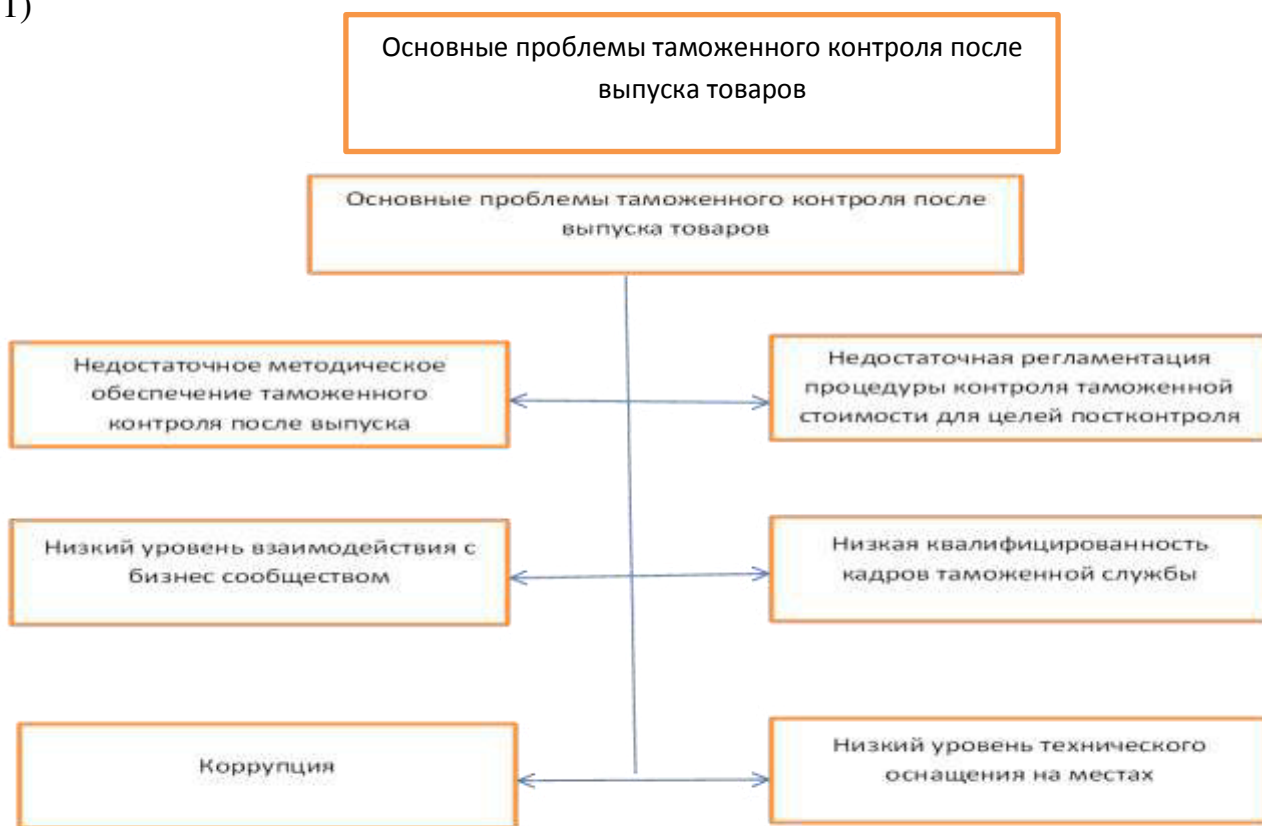 1)
Основные проблемы таможенного контроля после
выпуска товаров
Основные проблемы таможенного контроля после
выпуска товаров
Недостаточное методическое
обеспечение таможенного
контроля после выпуска
Недостаточная регламентация
процедуры контроля таможенной
стоимости для целей постконтроля
Низкий уровень взаимодействия с
бизнес сообществом
Низкая квалифицированность
кадров таможенной службы
Коррупция
Низкий уровень технического
оснащения на местах